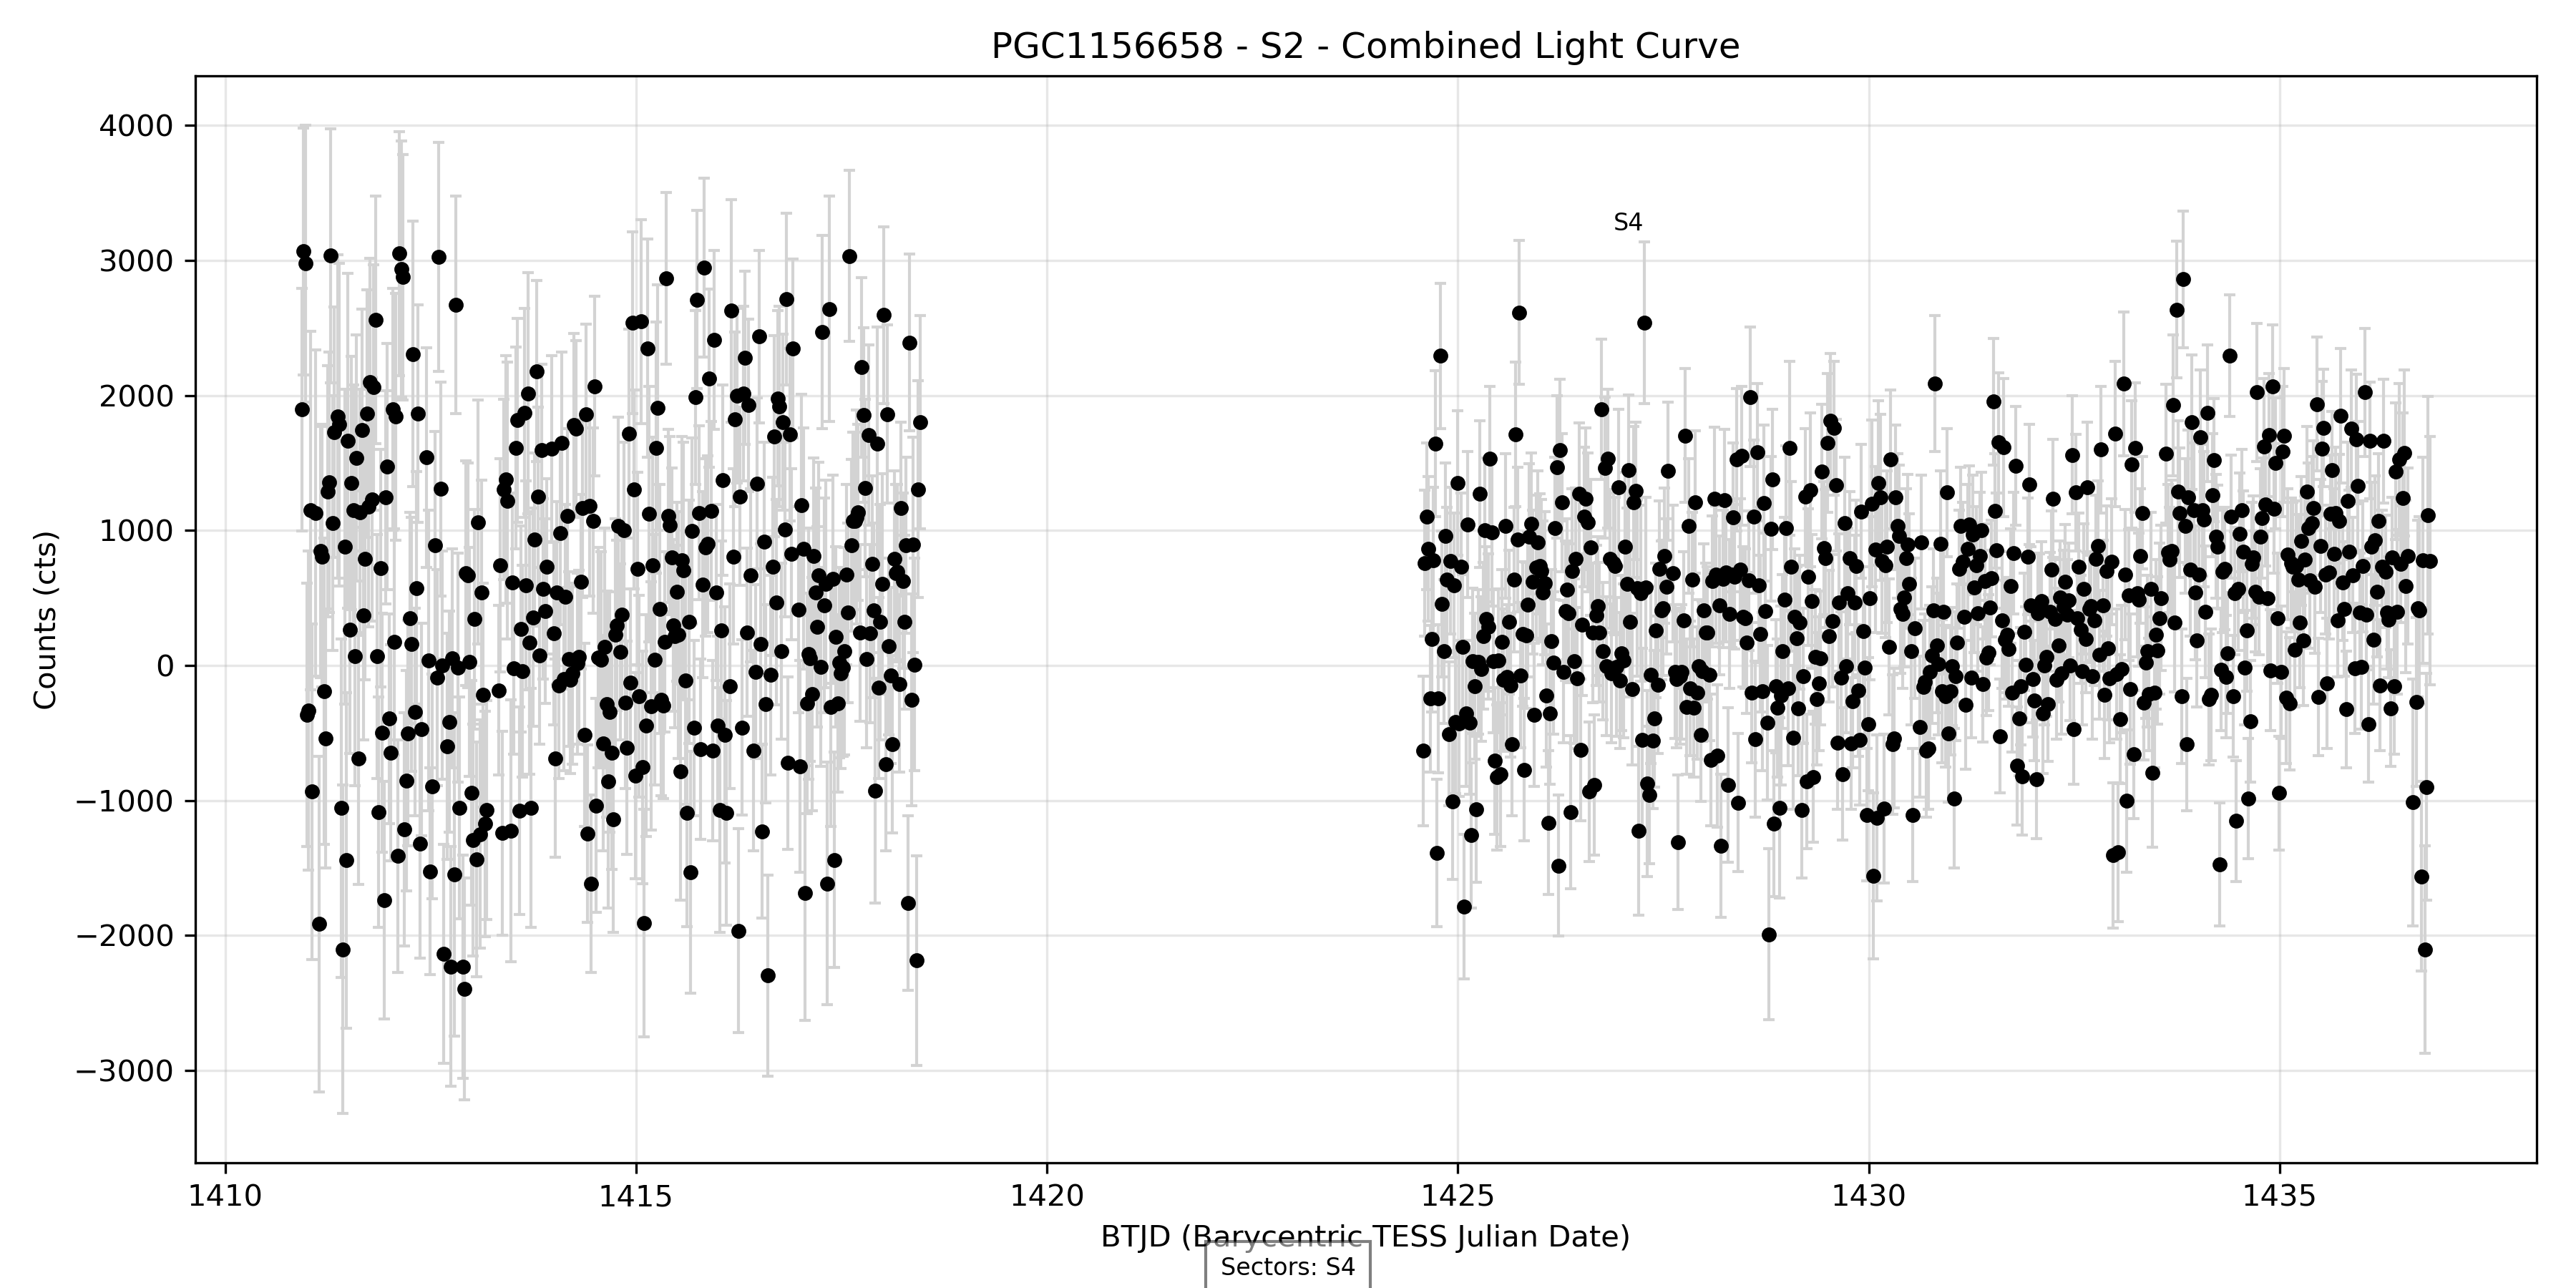 PGC1156658 - S2 - Combined Light Curve
Counts (cts)
4000
3000
2000
1000
0
−1000
−2000
−3000
S4
1410 1415 1420 1425 1430 1435
BTJD (Barycentric TESS Julian Date)
Sectors: S4